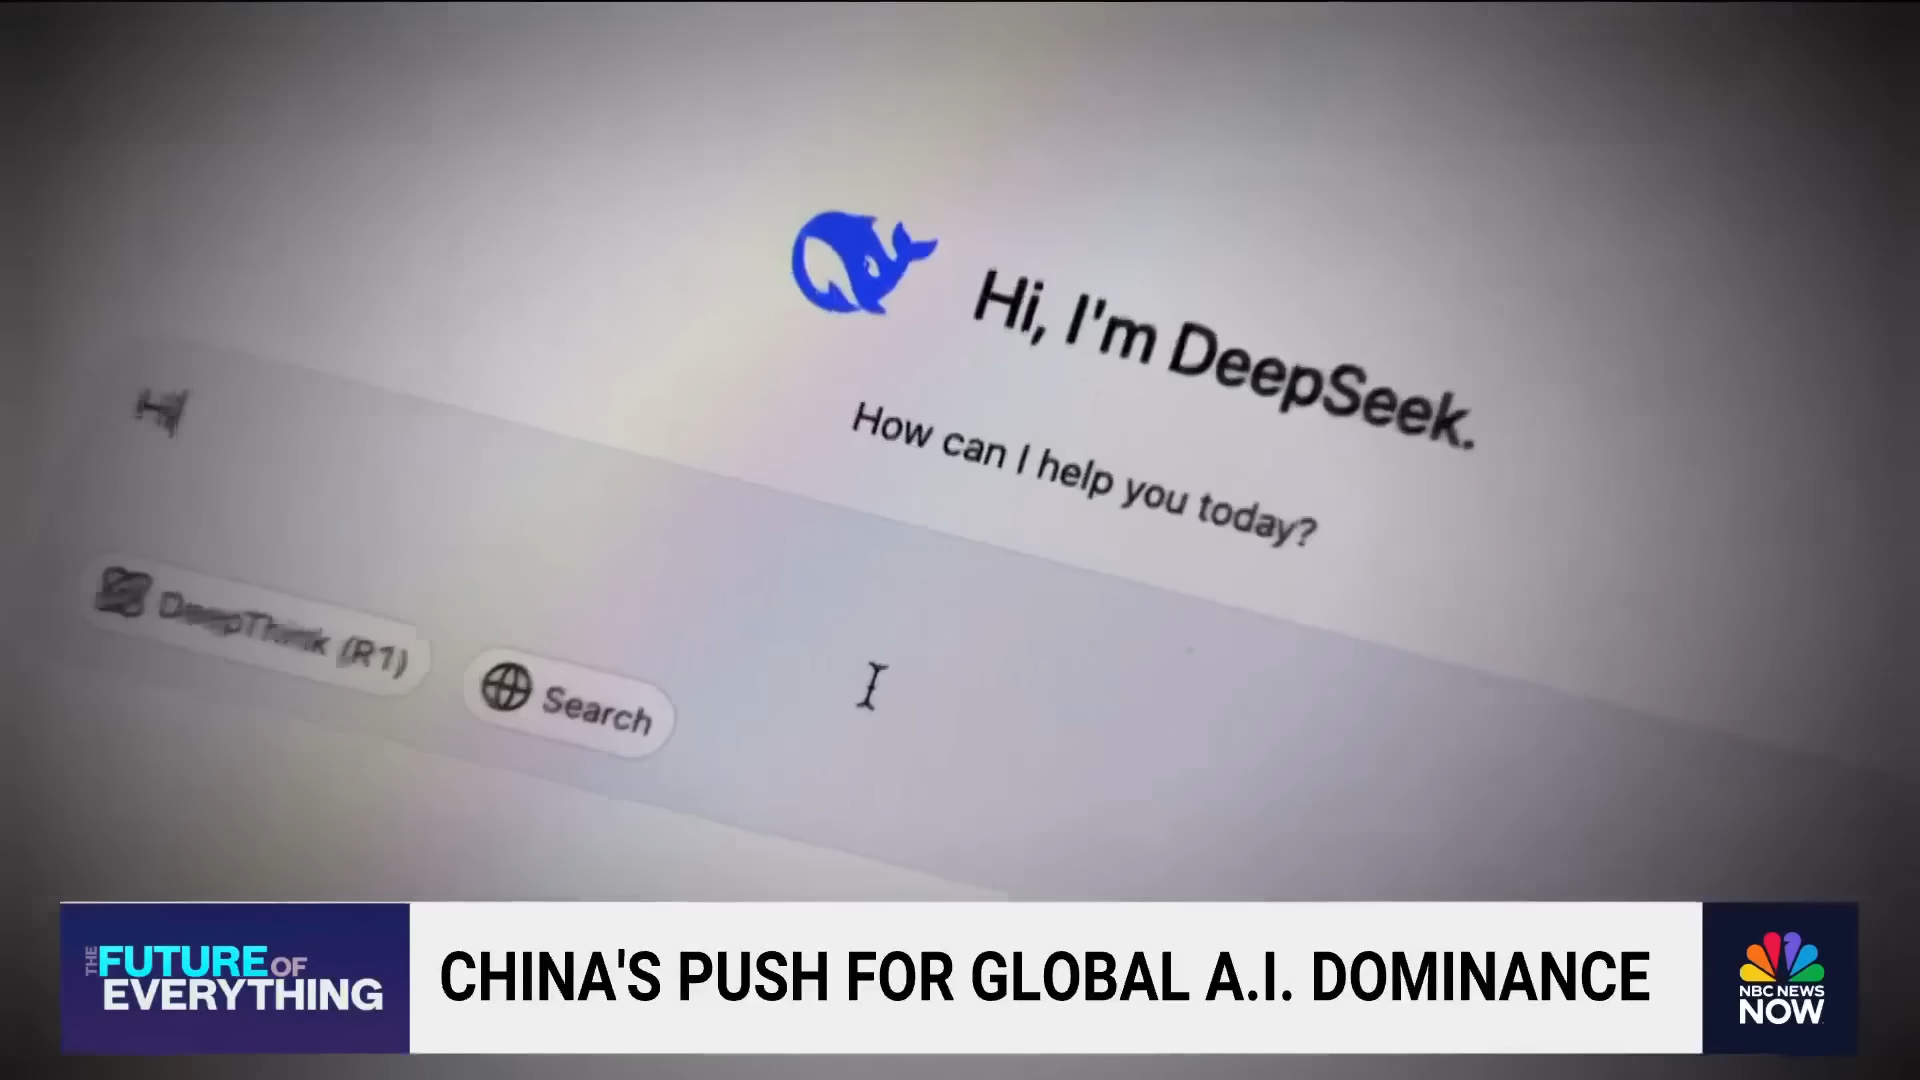 Hi, I'm DeepSeek.
How can I help you today?
DeepThink (R1)
Search
THE FUTURE OF
EVERYTHING
CHINA'S PUSH FOR GLOBAL A.I. DOMINANCE
NBC NEWS
NOW